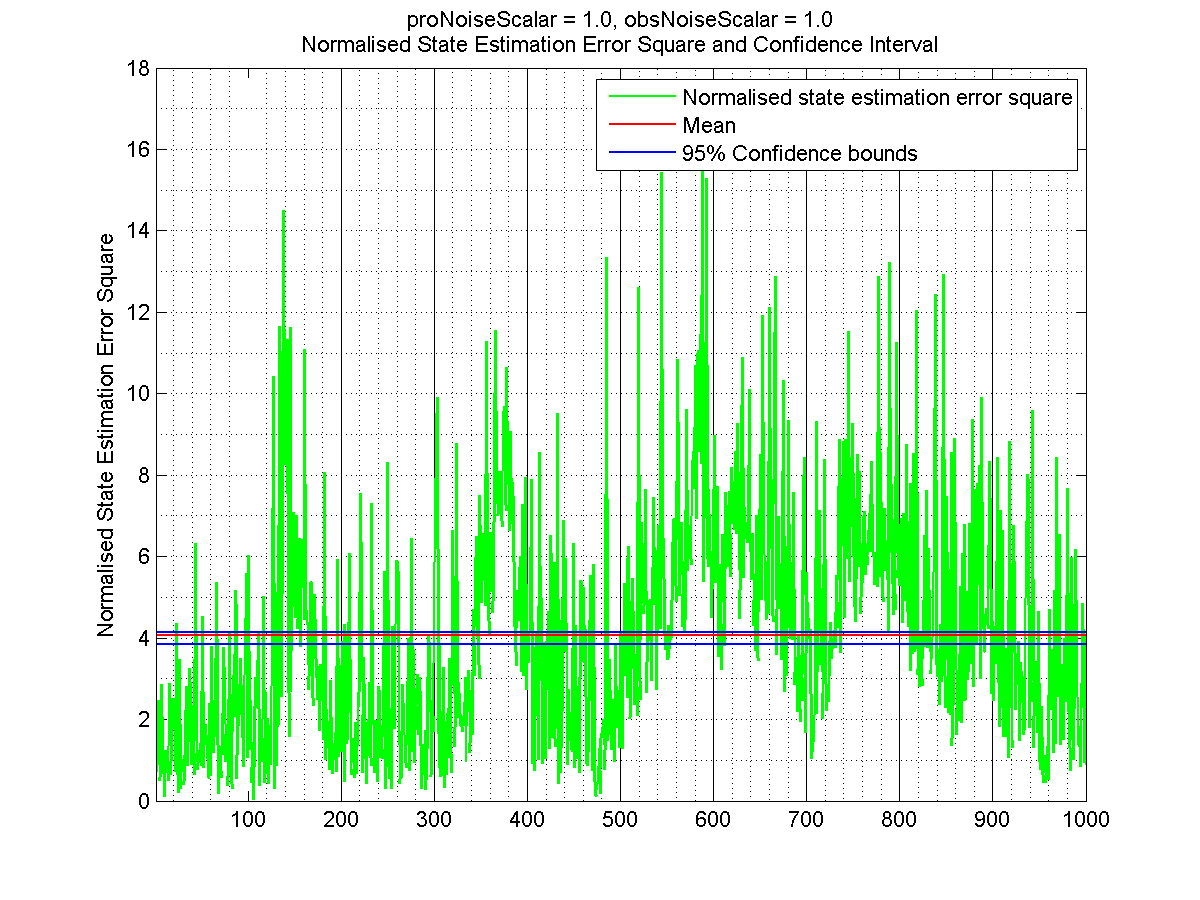 proNoiseScalar = 1.0, obsNoiseScalar = 1.0
Normalised State Estimation Error Square and Confidence Interval
Normalised State Estimation Error Square
18
16
14
12
10
8
6
4
2
0
Normalised state estimation error square
Mean
95% Confidence bounds
100 200 300 400 500 600 700 800 900 1000